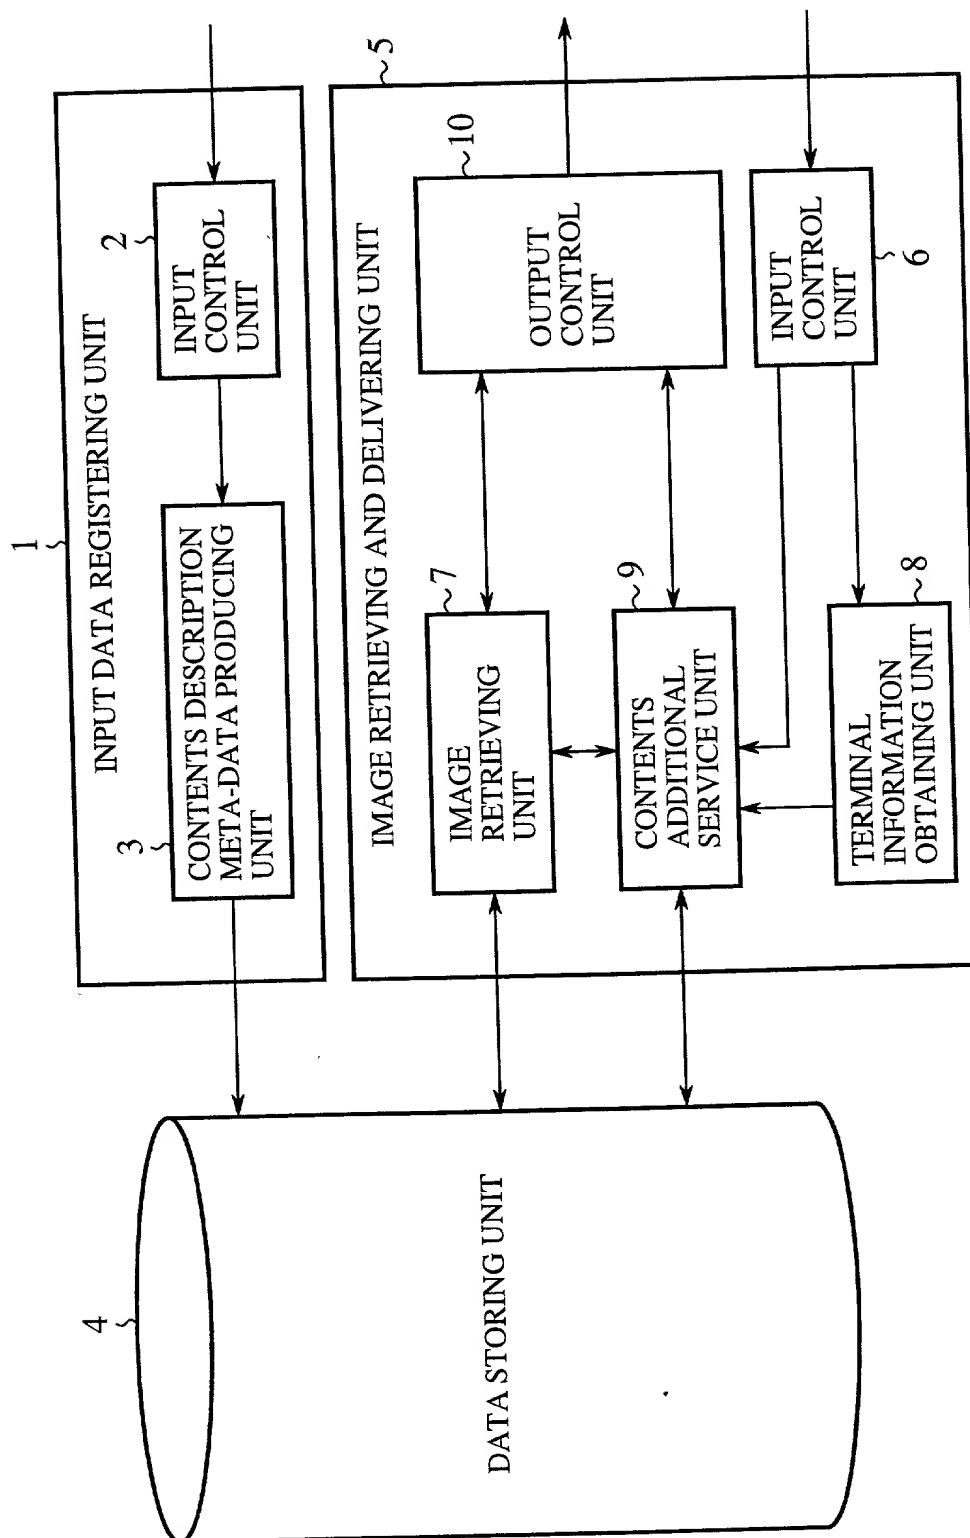 1
INPUT DATA REGISTERING UNIT
2
INPUT
CONTROL
UNIT
3
CONTENTS DESCRIPTION
META-DATA PRODUCING
UNIT
4
DATA STORING UNIT
5
IMAGE RETRIEVING AND DELIVERING UNIT
10
OUTPUT
CONTROL
UNIT
7
IMAGE
RETRIEVING
UNIT
9
CONTENTS
ADDITIONAL
SERVICE UNIT
INPUT
CONTROL
UNIT
6
8
TERMINAL
INFORMATION
OBTAINING UNIT